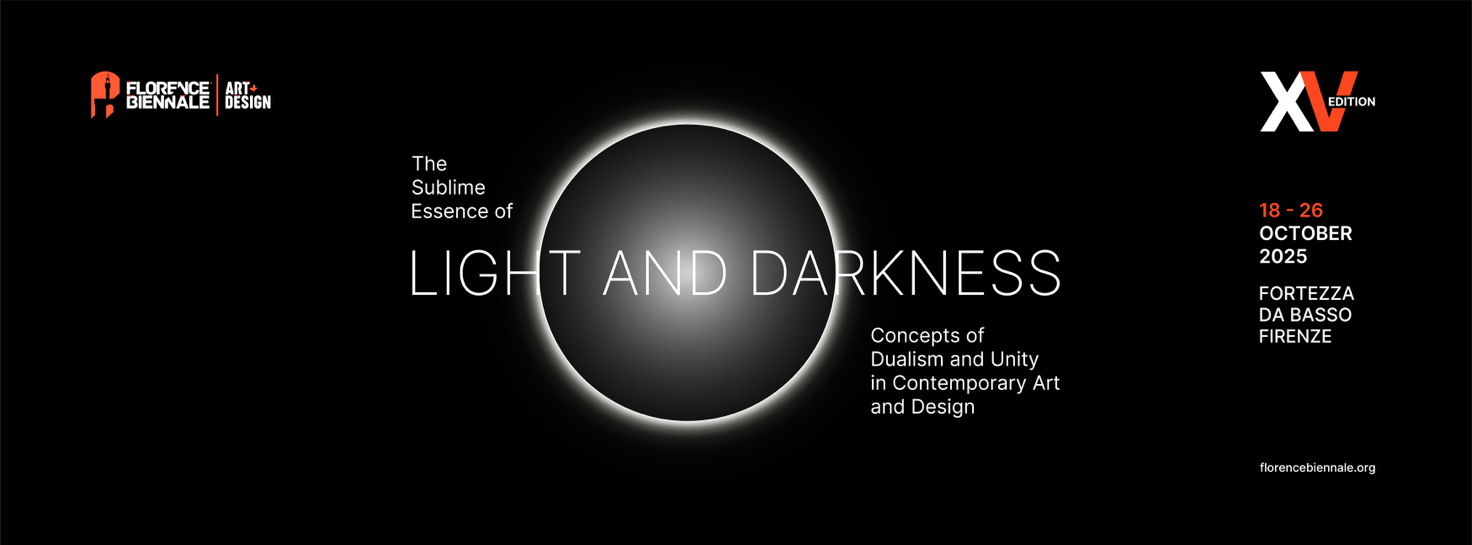 FLORENCE
BIENNALE
ART+
DESIGN
The
Sublime
Essence of
LIGHT AND DARKNESS
Concepts of
Dualism and Unity
in Contemporary Art
and Design
XV EDITION
18 - 26
OCTOBER
2025
FORTEZZA
DA BASSO
FIRENZE
florencebiennale.org